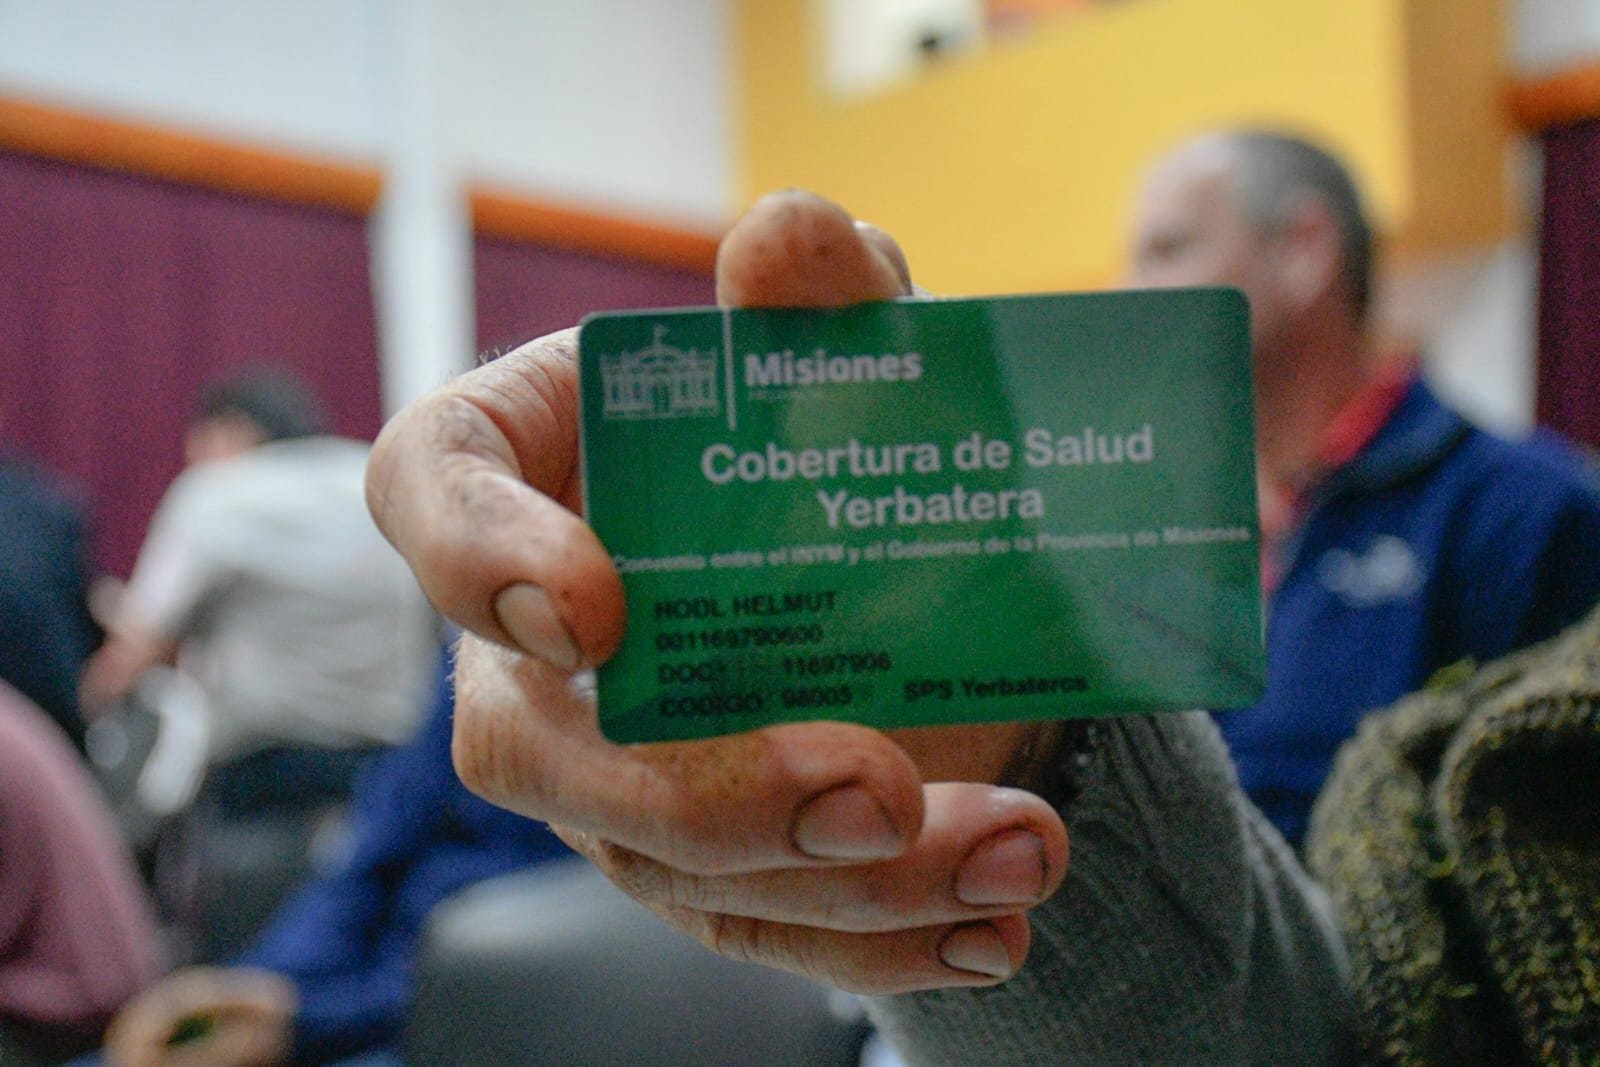 Misiones
Cobertura de Salud
Yerbatera
Convenio entre el INYM y el Gobierno de la Provincia de Misiones
HODL HELMUT
001169790600
DOC: 11697906
CODIGO: 98005 SPS Yerbateros